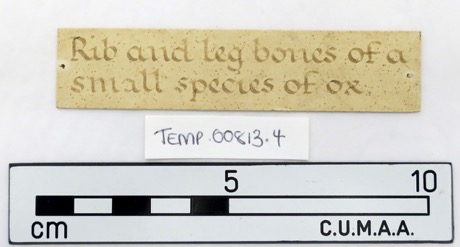 Rib and leg bones of a
small species of ox.
TEMP.00813.4
5 10
cm C.U.M.A.A.